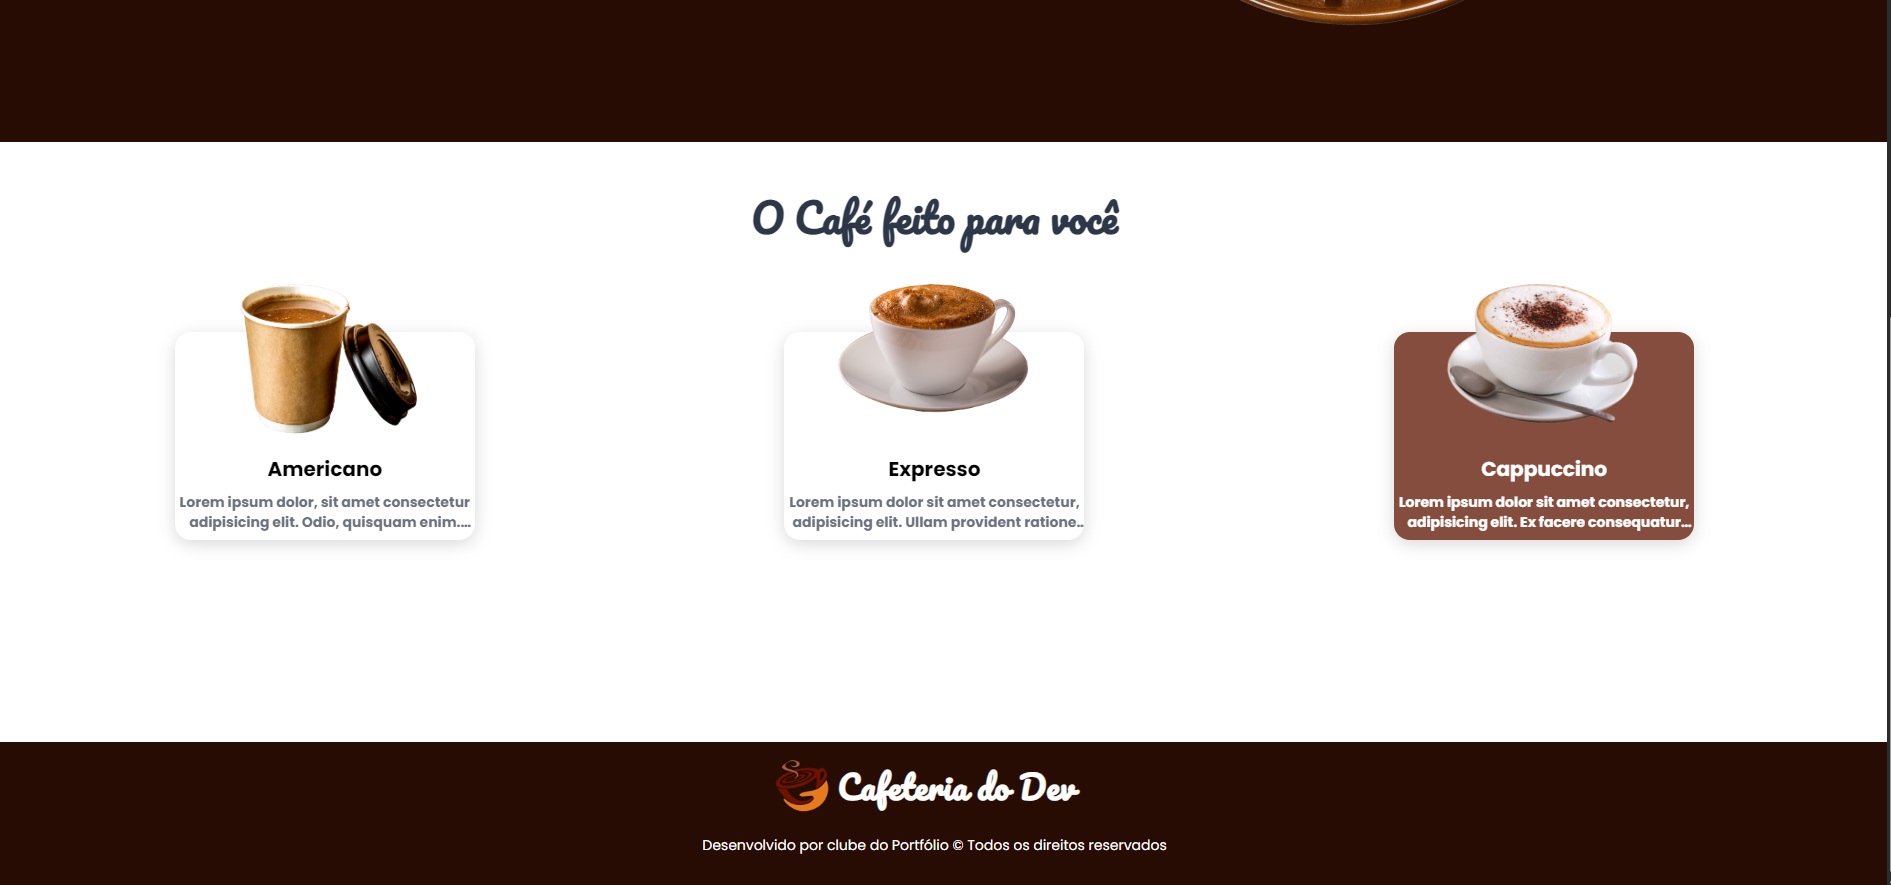 O Café feito para você
Americano
Lorem ipsum dolor, sit amet consectetur
adipisicing elit. Odio, quisquam enim....
Expresso
Lorem ipsum dolor sit amet consectetur,
adipisicing elit. Ullam provident ratione..
Cappuccino
Lorem ipsum dolor sit amet consectetur,
adipisicing elit. Ex facere consequatur...
Cafeteria do Dev
Desenvolvido por clube do Portfólio © Todos os direitos reservados